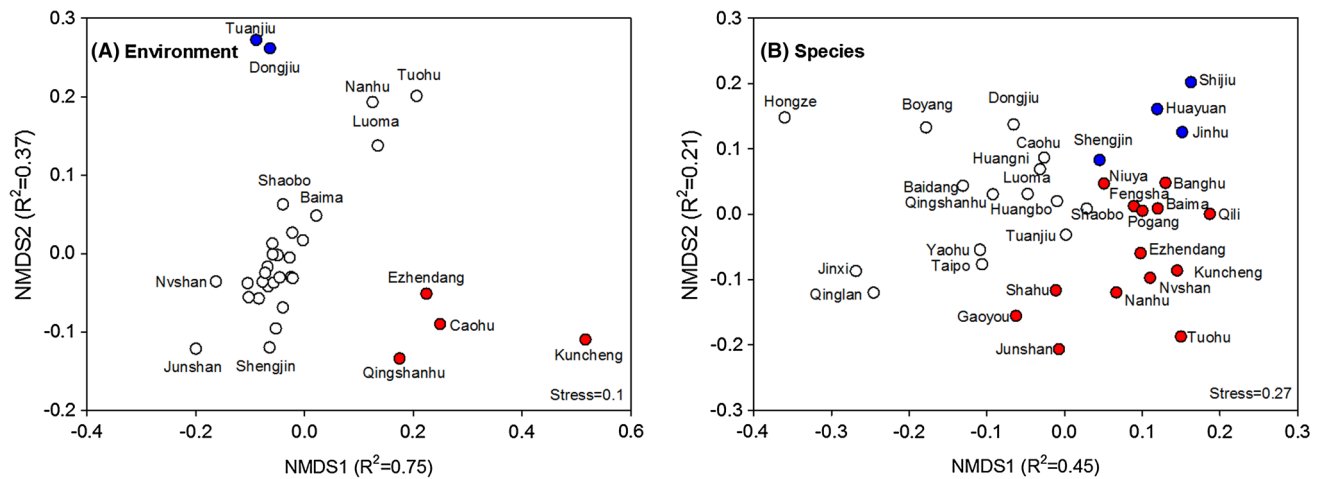 (A) Environment
Tuanjiu
Dongjiu
Nanhu
Tuohu
Luoma
Shaobo
Baima
Nvshan
Ezhendang
Caohu
Kuncheng
Junshan
Shengjin
Qingshanhu
Stress=0.1
0.3
0.2
0.1
0.0
-0.1
-0.2
-0.4
-0.2
0.0
0.2
0.4
0.6
NMDS2 (R²=0.37)
NMDS1 (R²=0.75)
(B) Species
Hongze
Boyang
Dongjiu
Shijiu
Huayuan
Jinhu
Shengjin
Caohu
Huangni
Luoma
Niuya
Banghu
Baidang
Fengsha
Qingshanhu
Huangbo
Shaobo
Baima
Pogang
Qili
Tuanjiu
Yaohu
Taipo
Ezhendang
Jinxi
Kuncheng
Qinglan
Shahu
Nvshan
Nanhu
Gaoyou
Junshan
Tuohu
Stress=0.27
0.3
0.2
0.1
0.0
-0.1
-0.2
-0.3
-0.4
-0.3
-0.2
-0.1
0.0
0.1
0.2
0.3
NMDS2 (R²=0.21)
NMDS1 (R²=0.45)